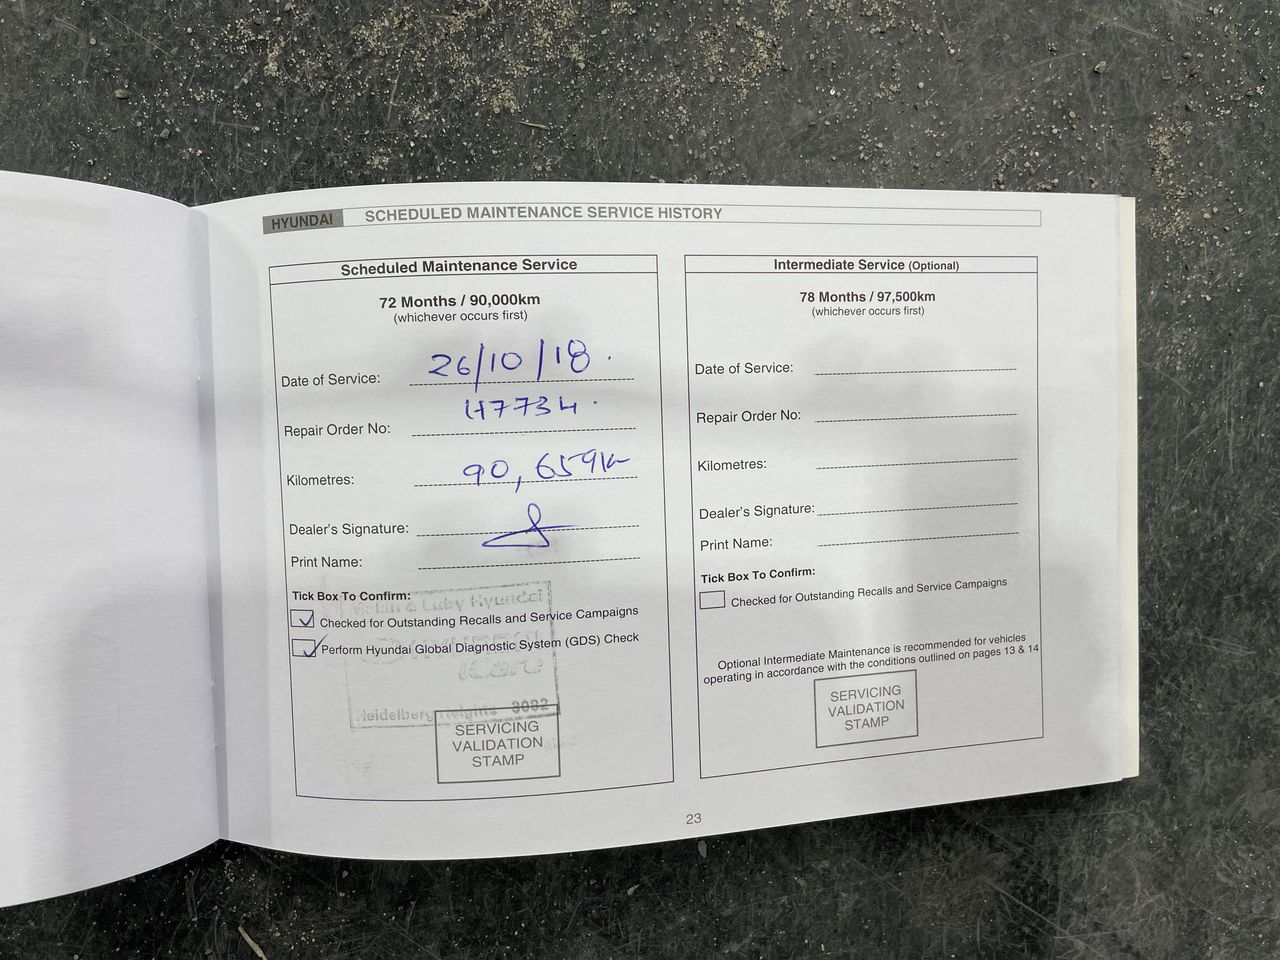 HYUNDAI SCHEDULED MAINTENANCE SERVICE HISTORY
Scheduled Maintenance Service
72 Months / 90,000km
(whichever occurs first)
Date of Service: 26/10/18.
Repair Order No: 47734.
Kilometres: 90,659km
Dealer's Signature:
Print Name:
Tick Box To Confirm:
Luby Hyundai
Checked for Outstanding Recalls and Service Campaigns
Perform Hyundai Global Diagnostic System (GDS) Check
Heidelberg Heights 3082
SERVICING
VALIDATION
STAMP
Intermediate Service (Optional)
78 Months / 97,500km
(whichever occurs first)
Date of Service:
Repair Order No:
Kilometres:
Dealer's Signature:
Print Name:
Tick Box To Confirm:
Checked for Outstanding Recalls and Service Campaigns
Optional Intermediate Maintenance is recommended for vehicles
operating in accordance with the conditions outlined on pages 13 & 14
SERVICING
VALIDATION
STAMP
23